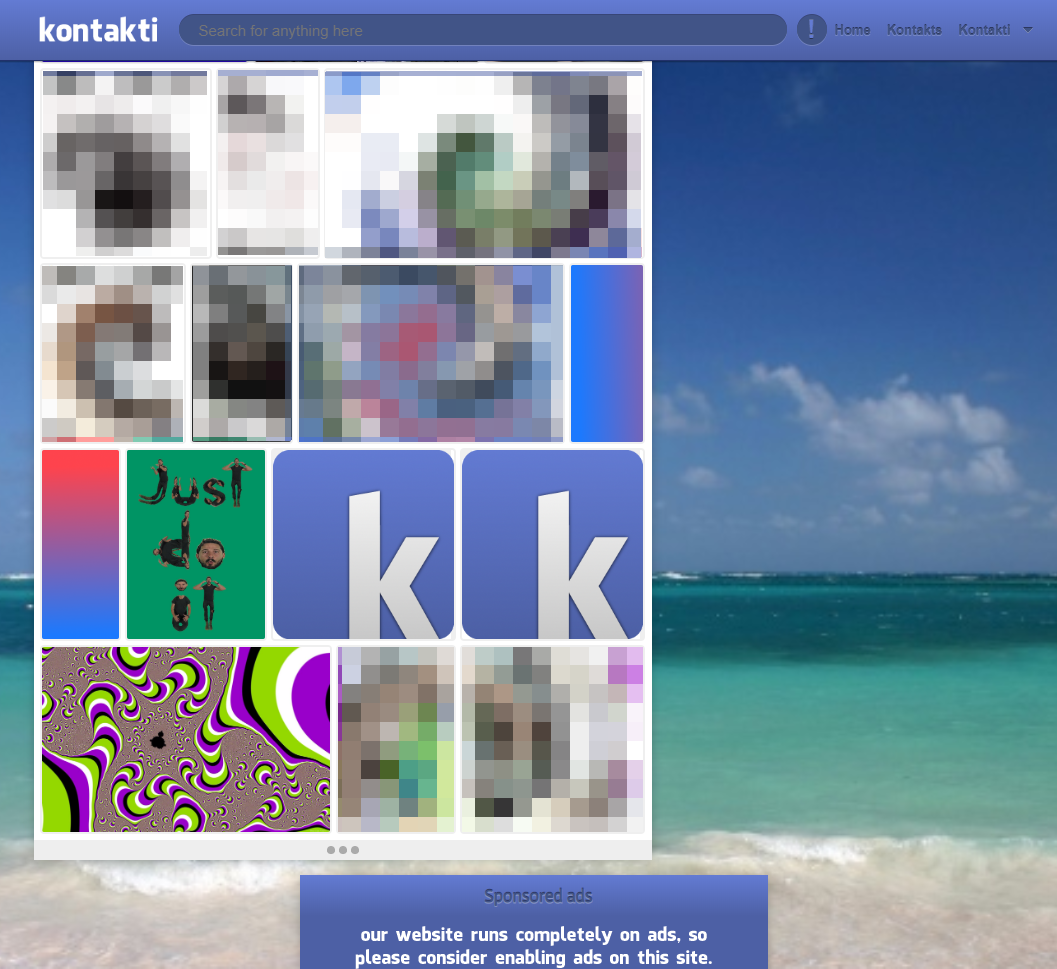 kontakti
Search for anything here
! Home Kontakts Kontakti
Just
do
it
k k
Sponsored ads
our website runs completely on ads, so
please consider enabling ads on this site.